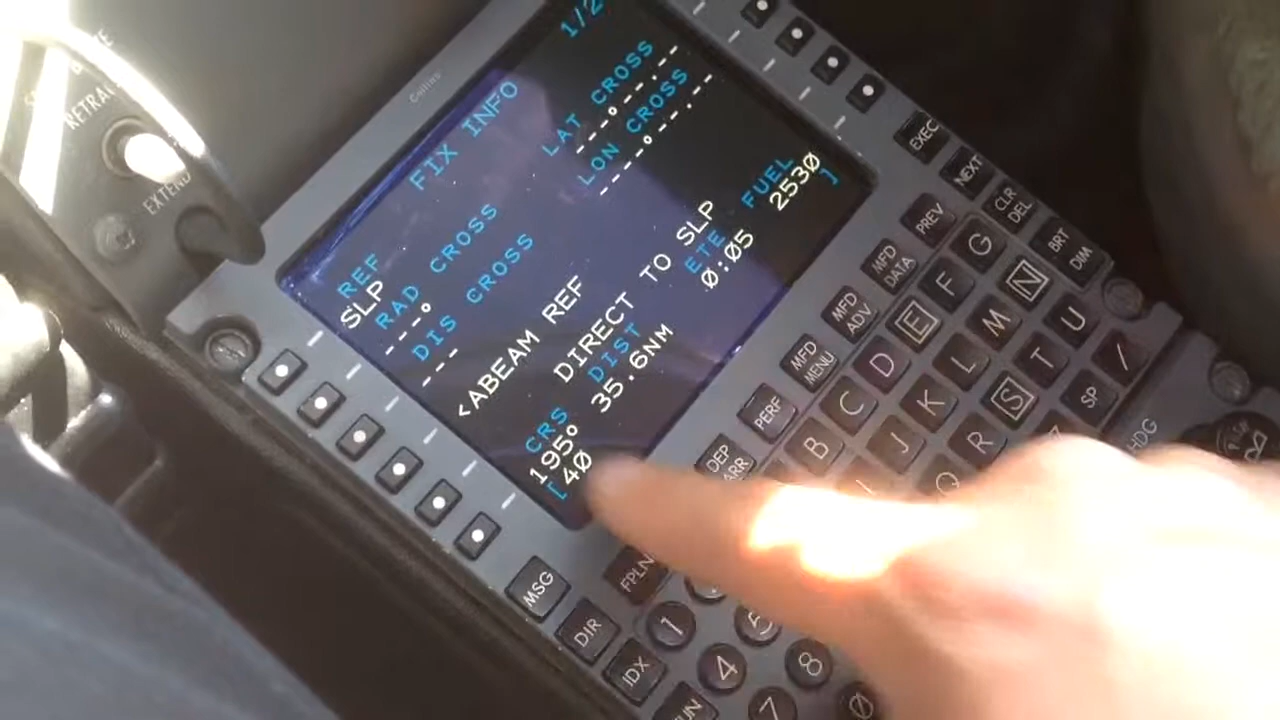 Collins
FIX INFO 1/2
REF LAT CROSS
SLP ---°--.--
RAD CROSS LON CROSS
---° ---°--.--
DIS CROSS
---
<ABEAM REF
DIRECT TO SLP
CRS DIST ETE FUEL
195° 35.6NM 0:05 2530
[40 ]
RETRACT
EXTEND
MSG
DIR
FPLN
IDX
DEP
ARR
PERF
MFD
MENU
MFD
ADV
MFD
DATA
PREV
NEXT
EXEC
CLR
DEL
BRT
DIM
B C D E F G
J K L M N
R S T U
SP /
HDG
1 5
4 8
7 0